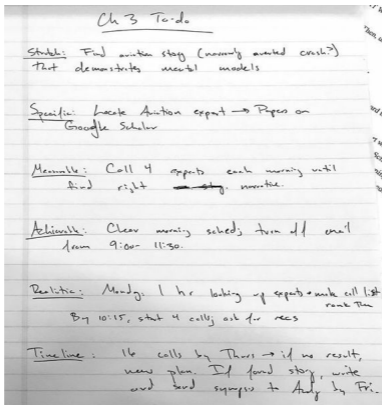 Ch 3 To-do
Stretch: Find aviation story (narrowly averted crash?)
that demonstrates mental models
Specific: Locate Aviation expert → Papers on
Google Scholar
Measurable: Call 4 experts each morning until
find right narrative.
Achievable: Clear morning sched; turn off email
from 9:00- 11:30.
Realistic: Monday. 1 hr looking up experts + make call list
rank them
By 10:15, start 4 calls; ask for recs
Timeline: 16 calls by Thurs → if no result,
new plan. If found story, write
and send synopsis to Andy by Fri.